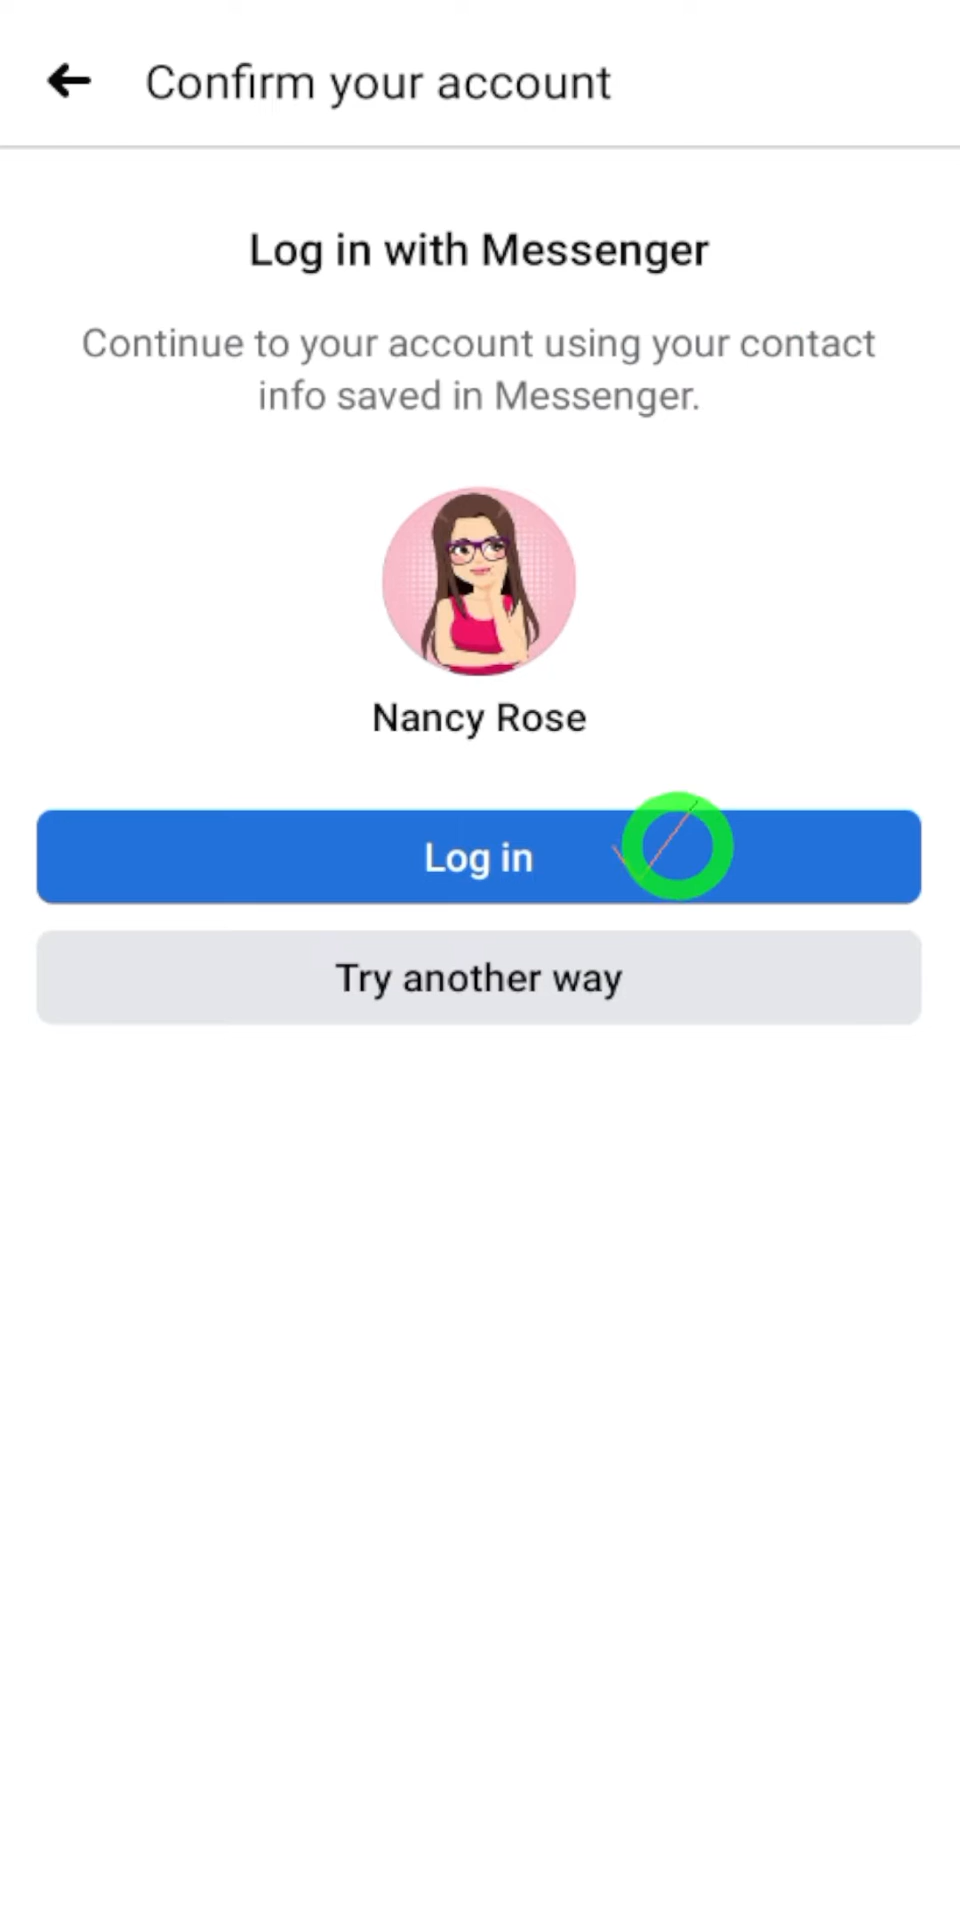 Confirm your account
Log in with Messenger
Continue to your account using your contact
info saved in Messenger.
Nancy Rose
Log in
Try another way